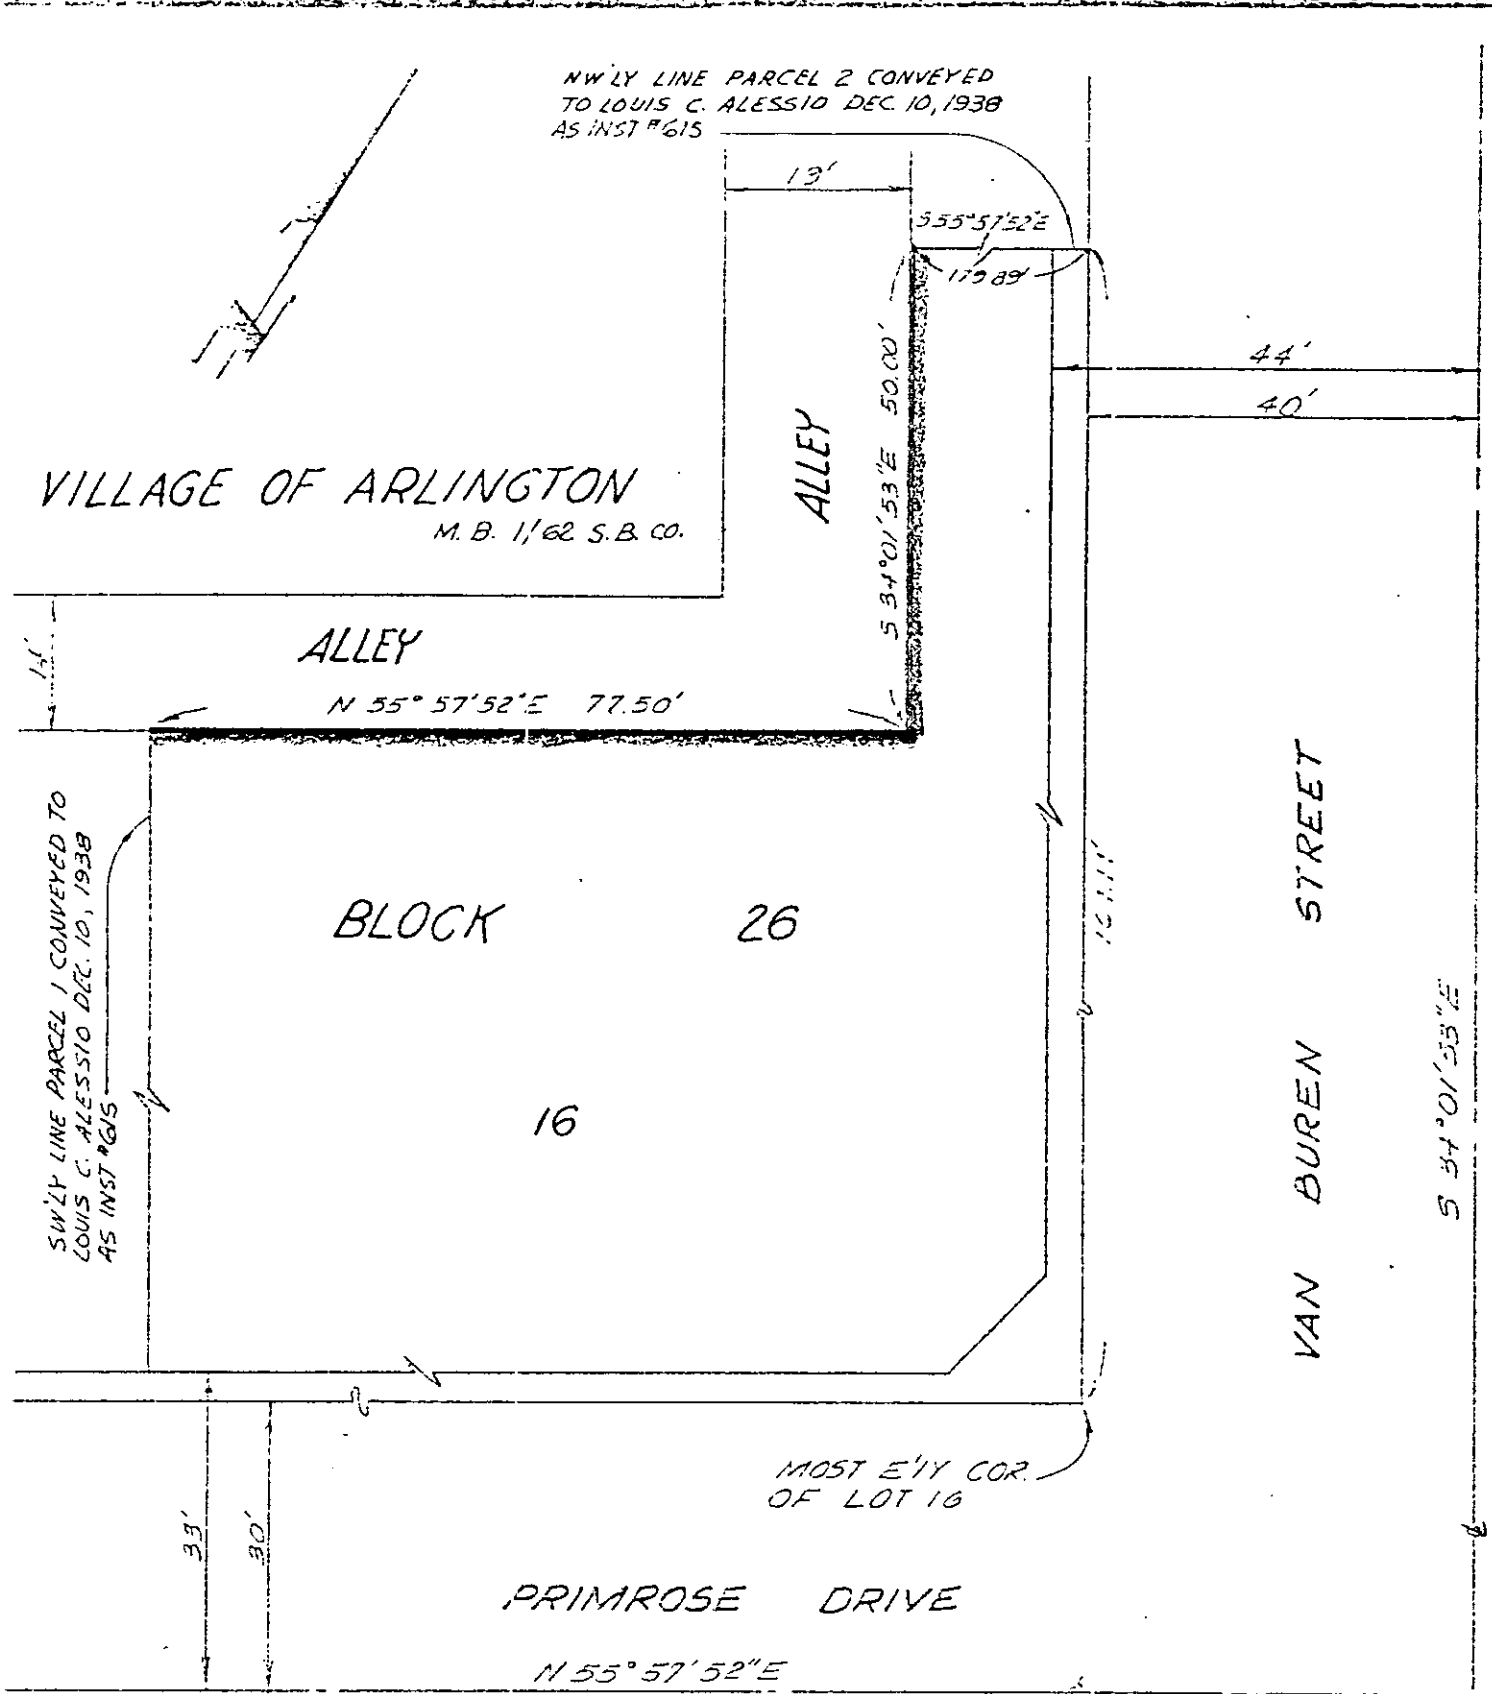 NW'LY LINE PARCEL 2 CONVEYED
TO LOUIS C. ALESSIO DEC. 10, 1938
AS INST #615
13'
S55°57'52"E
179.89'
44'
40'
S 34°01'53"E 50.00'
ALLEY
VILLAGE OF ARLINGTON
M.B. 1/62 S.B. CO.
ALLEY
N 55° 57'52"E 77.50'
SW'LY LINE PARCEL 1 CONVEYED TO
LOUIS C. ALESSIO DEC. 10, 1938
AS INST #615
BLOCK 26
16
161.11'
VAN BUREN STREET
S 34°01'53"E
MOST E'LY COR.
OF LOT 16
33'
30'
PRIMROSE DRIVE
N 55° 57' 52"E